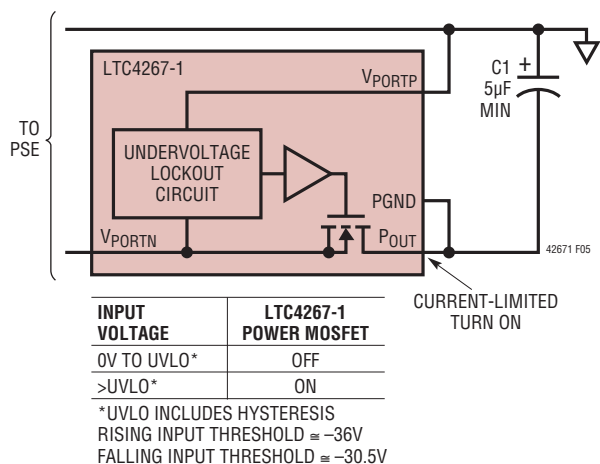 LTC4267-1
VPORTP
C1
5µF
MIN
+
TO
PSE
UNDERVOLTAGE
LOCKOUT
CIRCUIT
PGND
VPORTN
POUT
42671 F05
CURRENT-LIMITED
TURN ON
INPUT VOLTAGE LTC4267-1 POWER MOSFET
0V TO UVLO* OFF
>UVLO* ON
*UVLO INCLUDES HYSTERESIS
RISING INPUT THRESHOLD ≅ –36V
FALLING INPUT THRESHOLD ≅ –30.5V